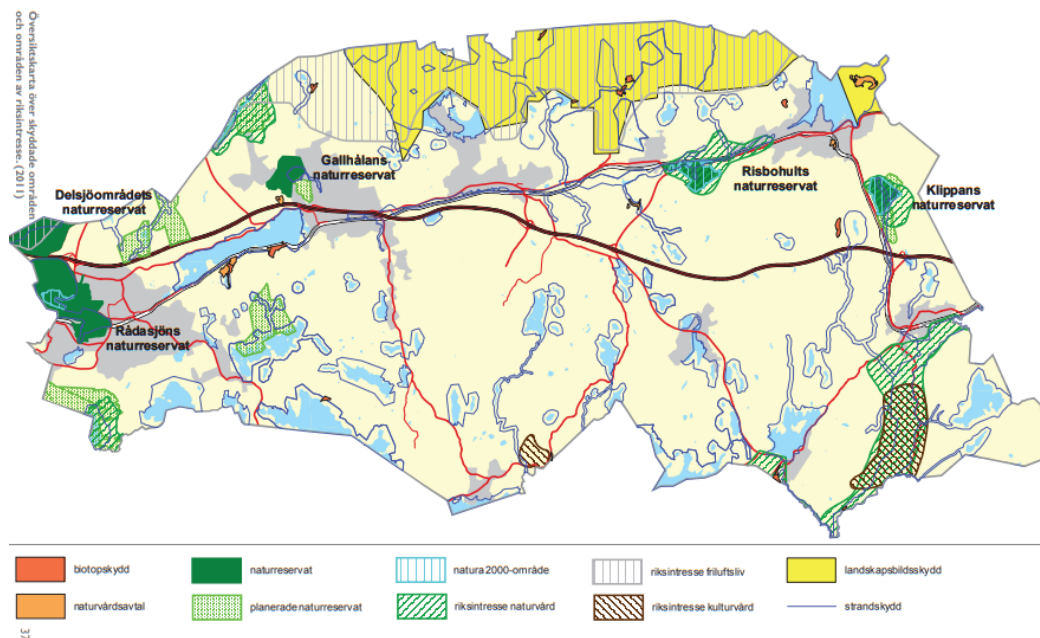 Översiktskarta över skyddade områden
och områden av riksintresse. (2011)
Gallhålans
naturreservat
Delsjöområdets
naturreservat
Risbohults
naturreservat
Klippans
naturreservat
Rådasjöns
naturreservat
biotopskydd
naturreservat
natura 2000-område
riksintresse friluftsliv
landskapsbildsskydd
naturvårdsavtal
planerade naturreservat
riksintresse naturvård
riksintresse kulturvård
strandskydd